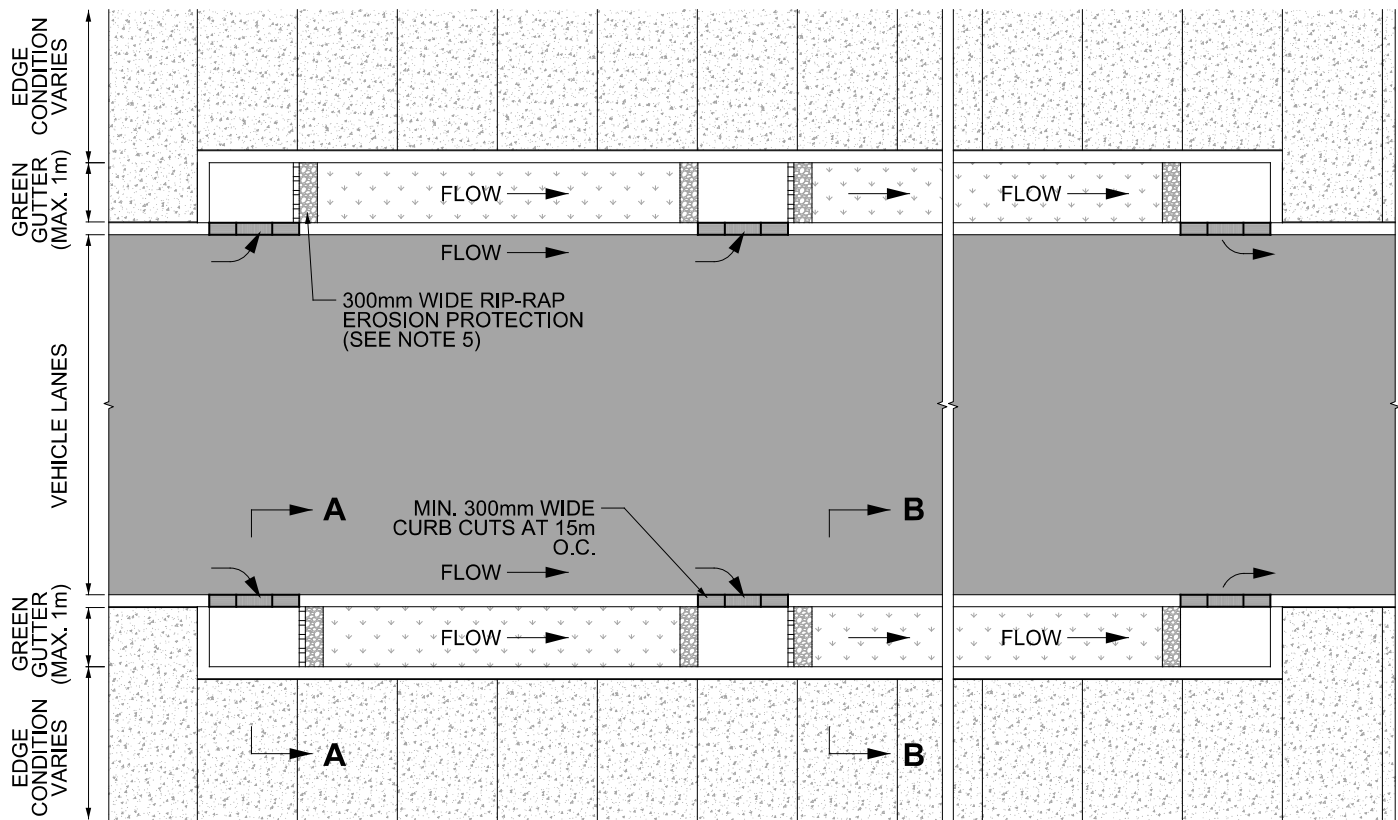 EDGE
CONDITION
VARIES
GREEN
GUTTER
(MAX. 1m)
FLOW
FLOW
FLOW
300mm WIDE RIP-RAP
EROSION PROTECTION
(SEE NOTE 5)
VEHICLE LANES
A
MIN. 300mm WIDE
CURB CUTS AT 15m
O.C.
B
FLOW
GREEN
GUTTER
(MAX. 1m)
FLOW
FLOW
EDGE
CONDITION
VARIES
A
B